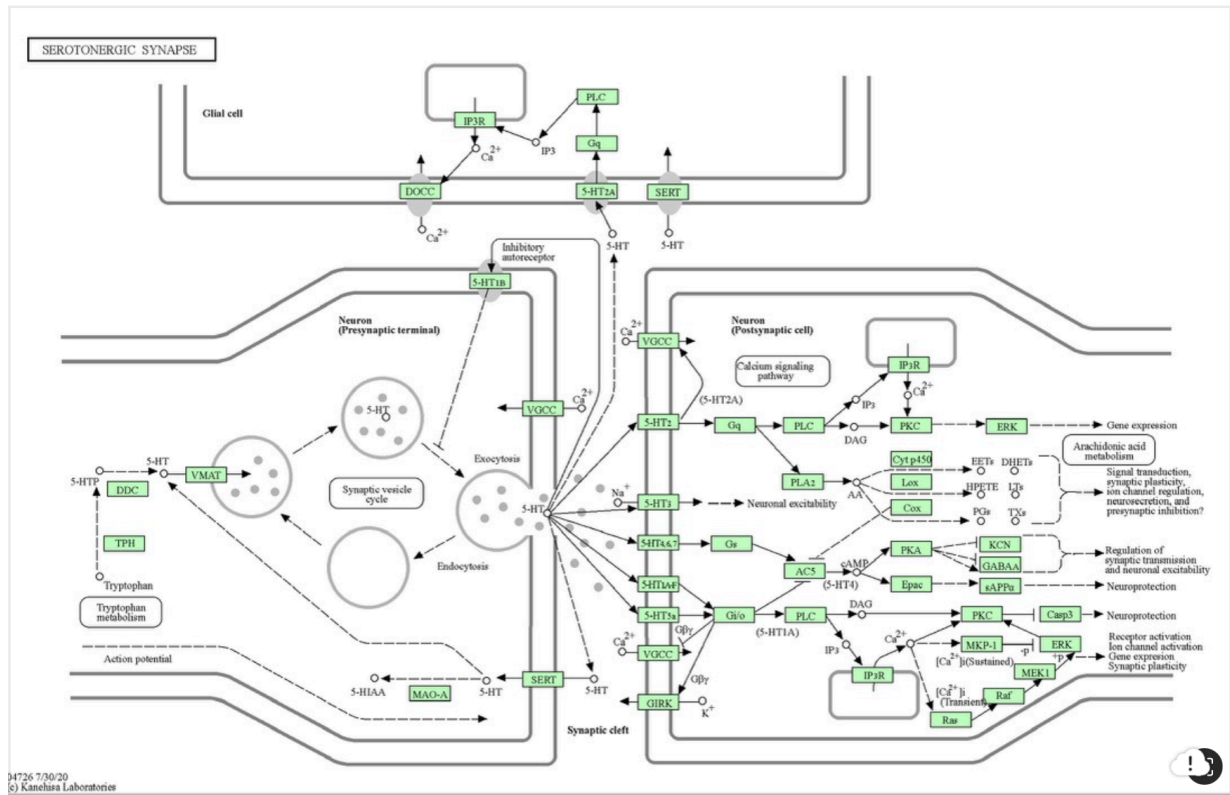 SEROTONERGIC SYNAPSE
Glial cell
PLC
IP3R
IP3
Gq
Ca2+
DOCC
5-HT2A
SERT
Ca2+
5-HT
5-HT
Inhibitory
autoreceptor
5-HT1B
Neuron
(Presynaptic terminal)
Neuron
(Postsynaptic cell)
Ca2+
VGCC
Calcium signaling
pathway
IP3R
Ca2+
(5-HT2A)
IP3
5-HT
VGCC
Ca2+
5-HT2
Gq
PLC
DAG
PKC
ERK
Gene expression
Exocytosis
Cyt p450
Arachidonic acid
metabolism
5-HT
5-HTP
VMAT
DDC
Synaptic vesicle
cycle
PLA2
AA
Lox
Cox
EETs
DHETs
HPETE
LTs
PGs
TXs
Signal transduction,
synaptic plasticity,
ion channel regulation,
neurosecretion, and
presynaptic inhibition?
Na+
5-HT3
Neuronal excitability
5-HT
TPH
Endocytosis
5-HT4,6,7
Gs
AC5
cAMP
(5-HT4)
PKA
KCN
GABAA
Regulation of
synaptic transmission
and neuronal excitability
Epac
sAPPα
Neuroprotection
Tryptophan
Tryptophan
metabolism
5-HT1A-F
5-HT5a
Gi/o
(5-HT1A)
PLC
DAG
PKC
Casp3
Neuroprotection
Ca2+
Gβγ
VGCC
IP3
Ca2+
MKP-1
-p
ERK
Receptor activation
Ion channel activation
Gene expresion
Synaptic plasticity
[Ca2+]i(Sustained)
+p
Action potential
Gβγ
IP3R
MEK1
5-HIAA
MAO-A
5-HT
SERT
5-HT
GIRK
K+
[Ca2+]i
(Transient)
Raf
Ras
Synaptic cleft
04726 7/30/20
(c) Kanehisa Laboratories